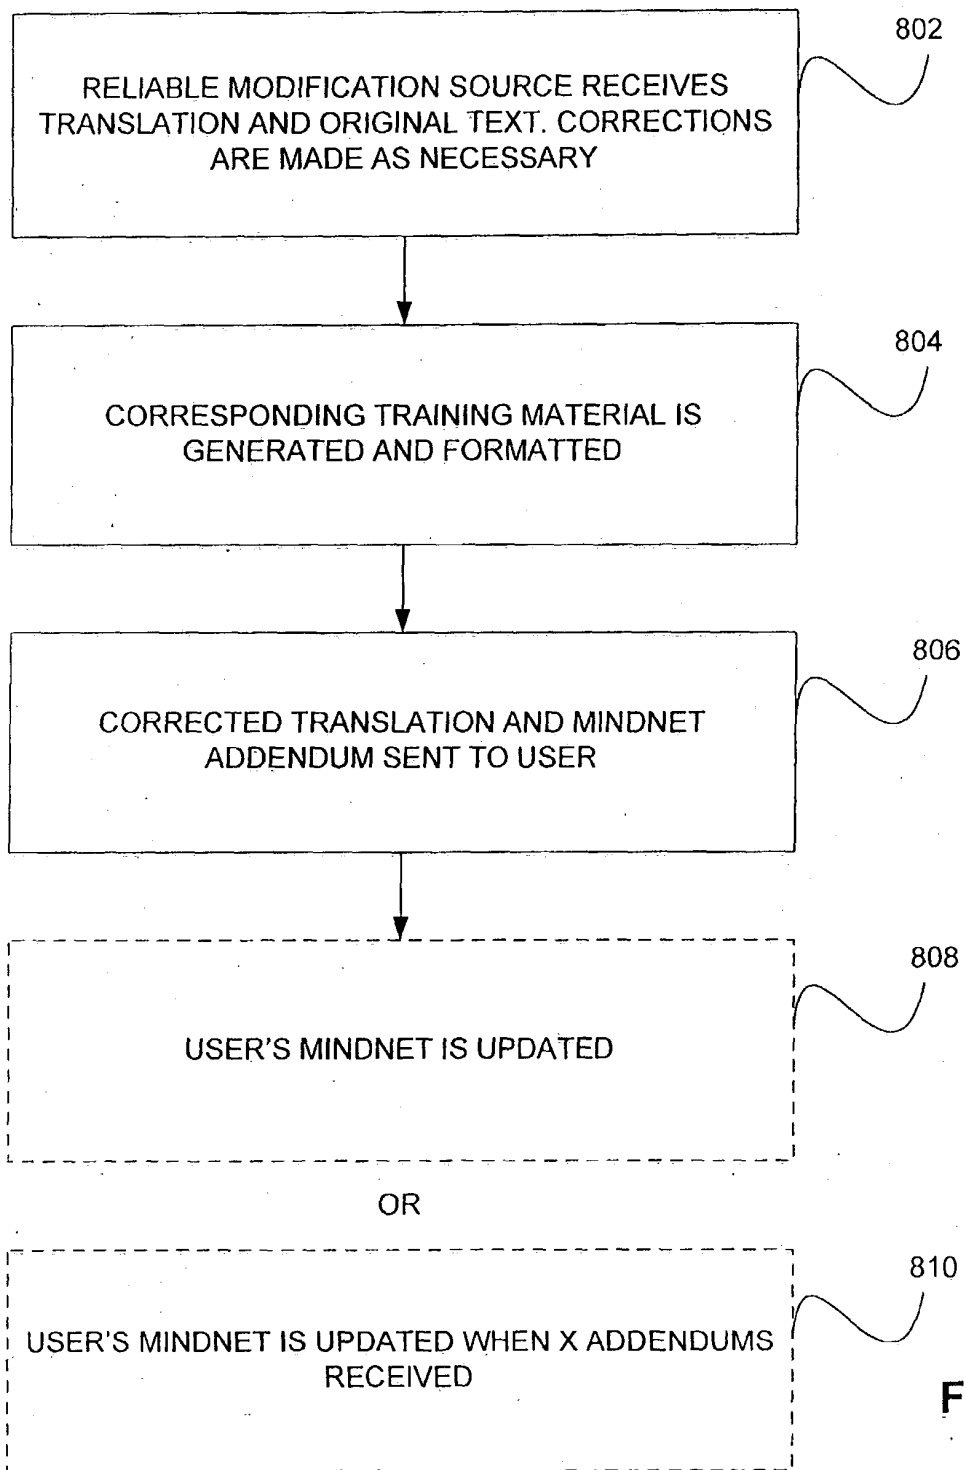 802
RELIABLE MODIFICATION SOURCE RECEIVES
TRANSLATION AND ORIGINAL TEXT. CORRECTIONS
ARE MADE AS NECESSARY
804
CORRESPONDING TRAINING MATERIAL IS
GENERATED AND FORMATTED
806
CORRECTED TRANSLATION AND MINDNET
ADDENDUM SENT TO USER
808
USER'S MINDNET IS UPDATED
OR
810
USER'S MINDNET IS UPDATED WHEN X ADDENDUMS
RECEIVED
F